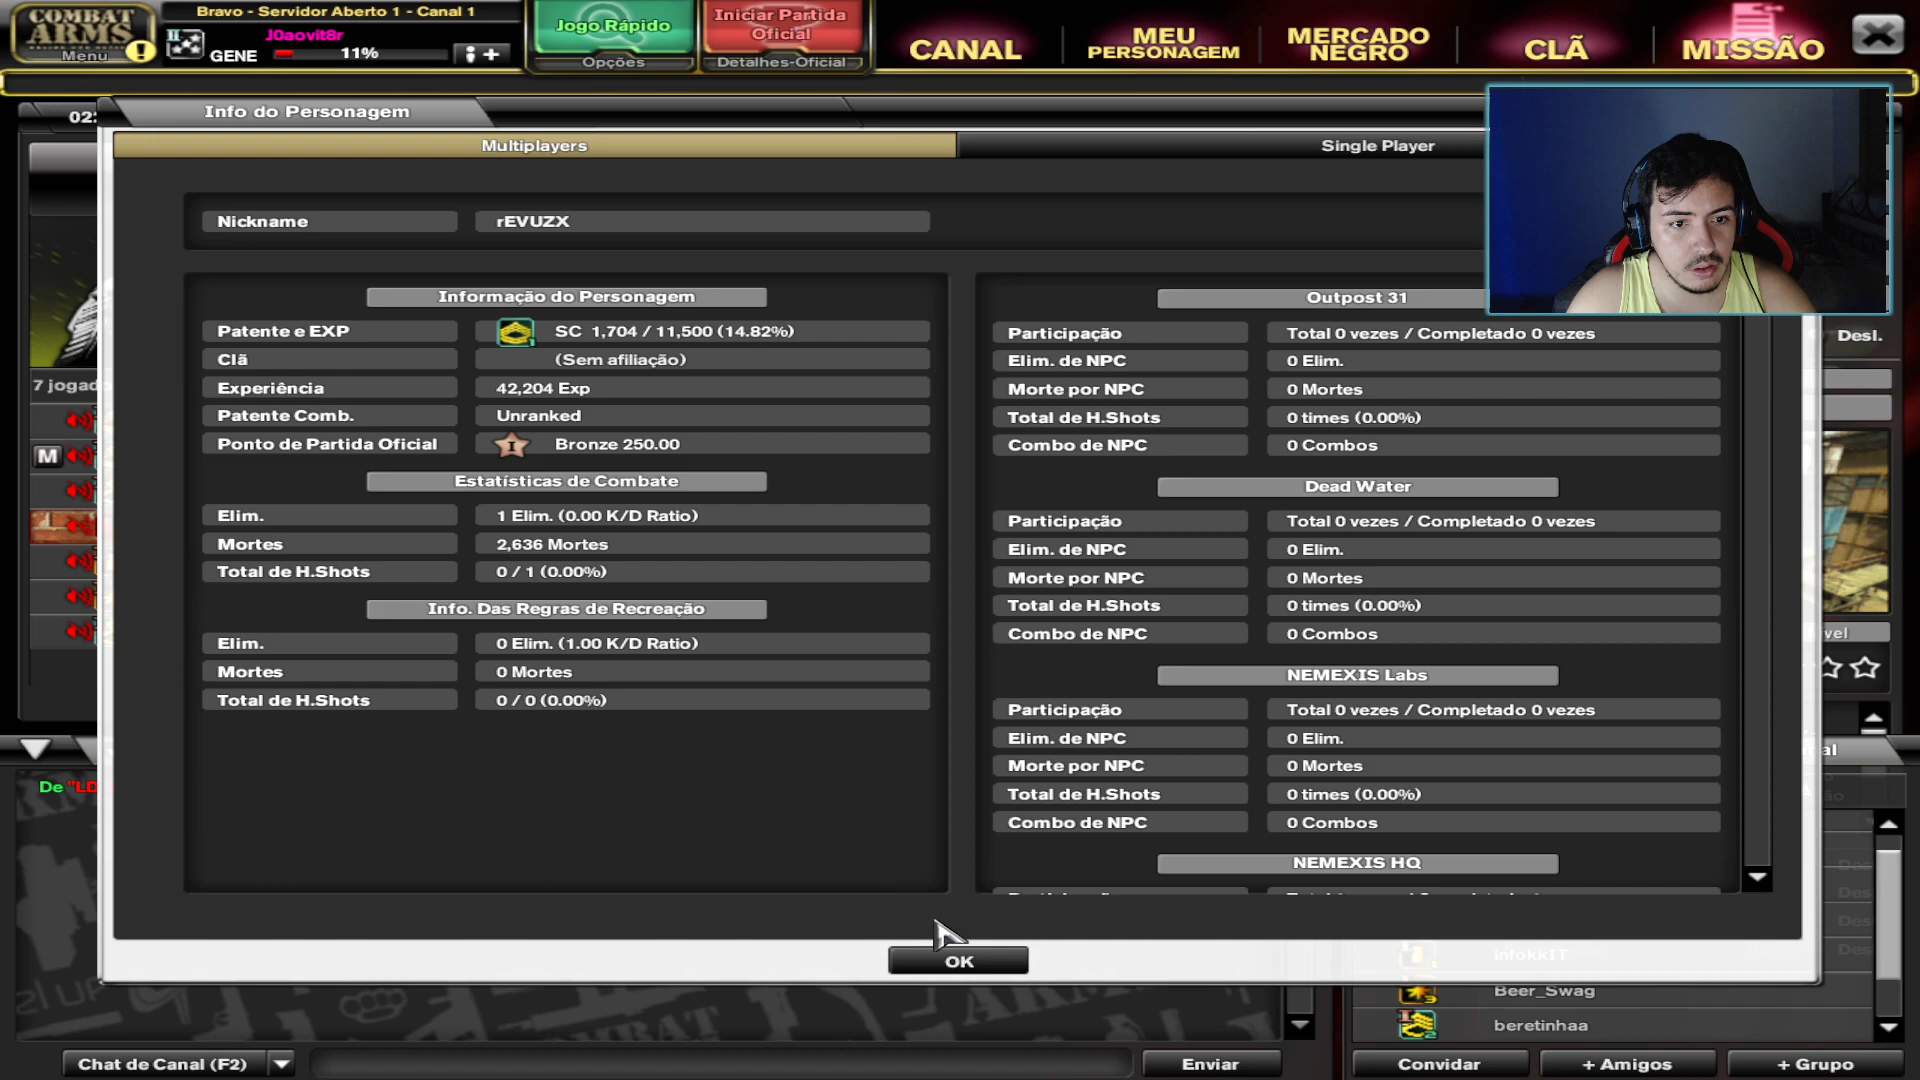 COMBAT
ARMS
Menu
Bravo - Servidor Aberto 1 - Canal 1
J0aovit8r
GENE 11%
Jogo Rápido
Opções
Iniciar Partida
Oficial
Detalhes-Oficial
CANAL
MEU
PERSONAGEM
MERCADO
NEGRO
CLÃ
MISSÃO
02:
Info do Personagem
Multiplayers
Single Player
Nickname rEVUZX
Informação do Personagem
Patente e EXP SC 1,704 / 11,500 (14.82%)
Clã (Sem afiliação)
Experiência 42,204 Exp
Patente Comb. Unranked
Ponto de Partida Oficial I Bronze 250.00
Estatísticas de Combate
Elim. 1 Elim. (0.00 K/D Ratio)
Mortes 2,636 Mortes
Total de H.Shots 0 / 1 (0.00%)
Info. Das Regras de Recreação
Elim. 0 Elim. (1.00 K/D Ratio)
Mortes 0 Mortes
Total de H.Shots 0 / 0 (0.00%)
Outpost 31
Participação Total 0 vezes / Completado 0 vezes
Elim. de NPC 0 Elim.
Morte por NPC 0 Mortes
Total de H.Shots 0 times (0.00%)
Combo de NPC 0 Combos
Dead Water
Participação Total 0 vezes / Completado 0 vezes
Elim. de NPC 0 Elim.
Morte por NPC 0 Mortes
Total de H.Shots 0 times (0.00%)
Combo de NPC 0 Combos
NEMEXIS Labs
Participação Total 0 vezes / Completado 0 vezes
Elim. de NPC 0 Elim.
Morte por NPC 0 Mortes
Total de H.Shots 0 times (0.00%)
Combo de NPC 0 Combos
NEMEXIS HQ
OK
7 jogad
M
Desl.
De "LD
infokkIT
Beer_Swag
beretinhaa
Chat de Canal (F2)
Enviar
Convidar
+ Amigos
+ Grupo